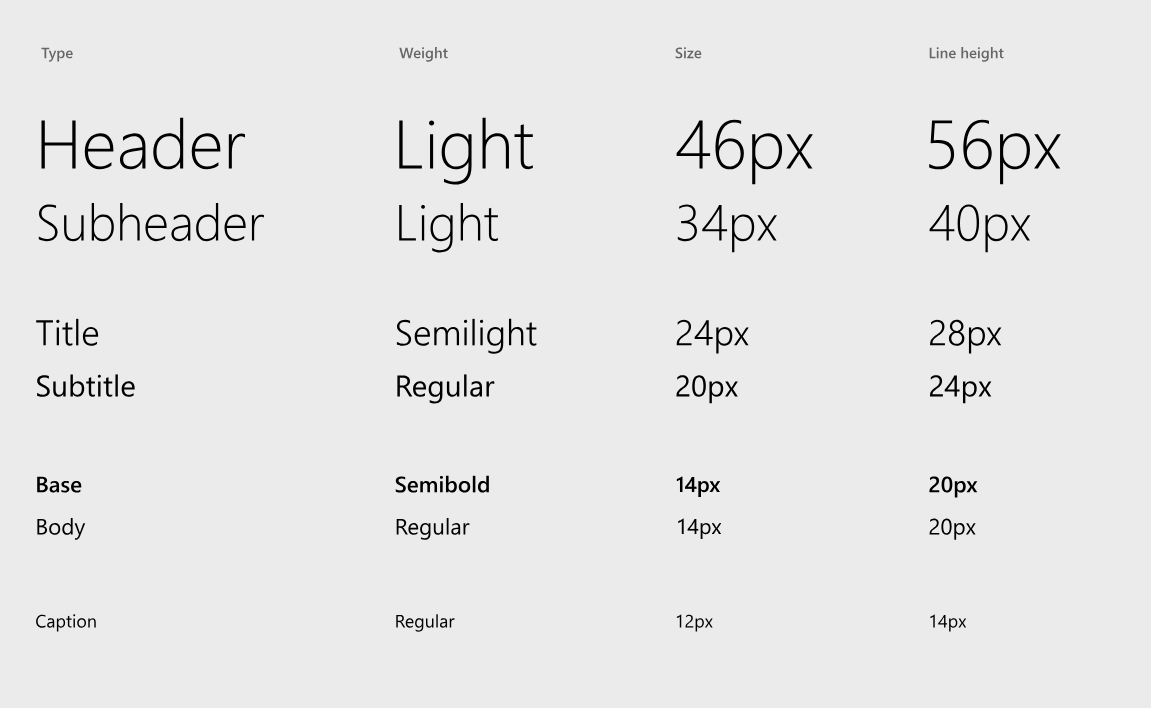 Type Weight Size Line height
Header Light 46px 56px
Subheader Light 34px 40px
Title Semilight 24px 28px
Subtitle Regular 20px 24px
Base Semibold 14px 20px
Body Regular 14px 20px
Caption Regular 12px 14px